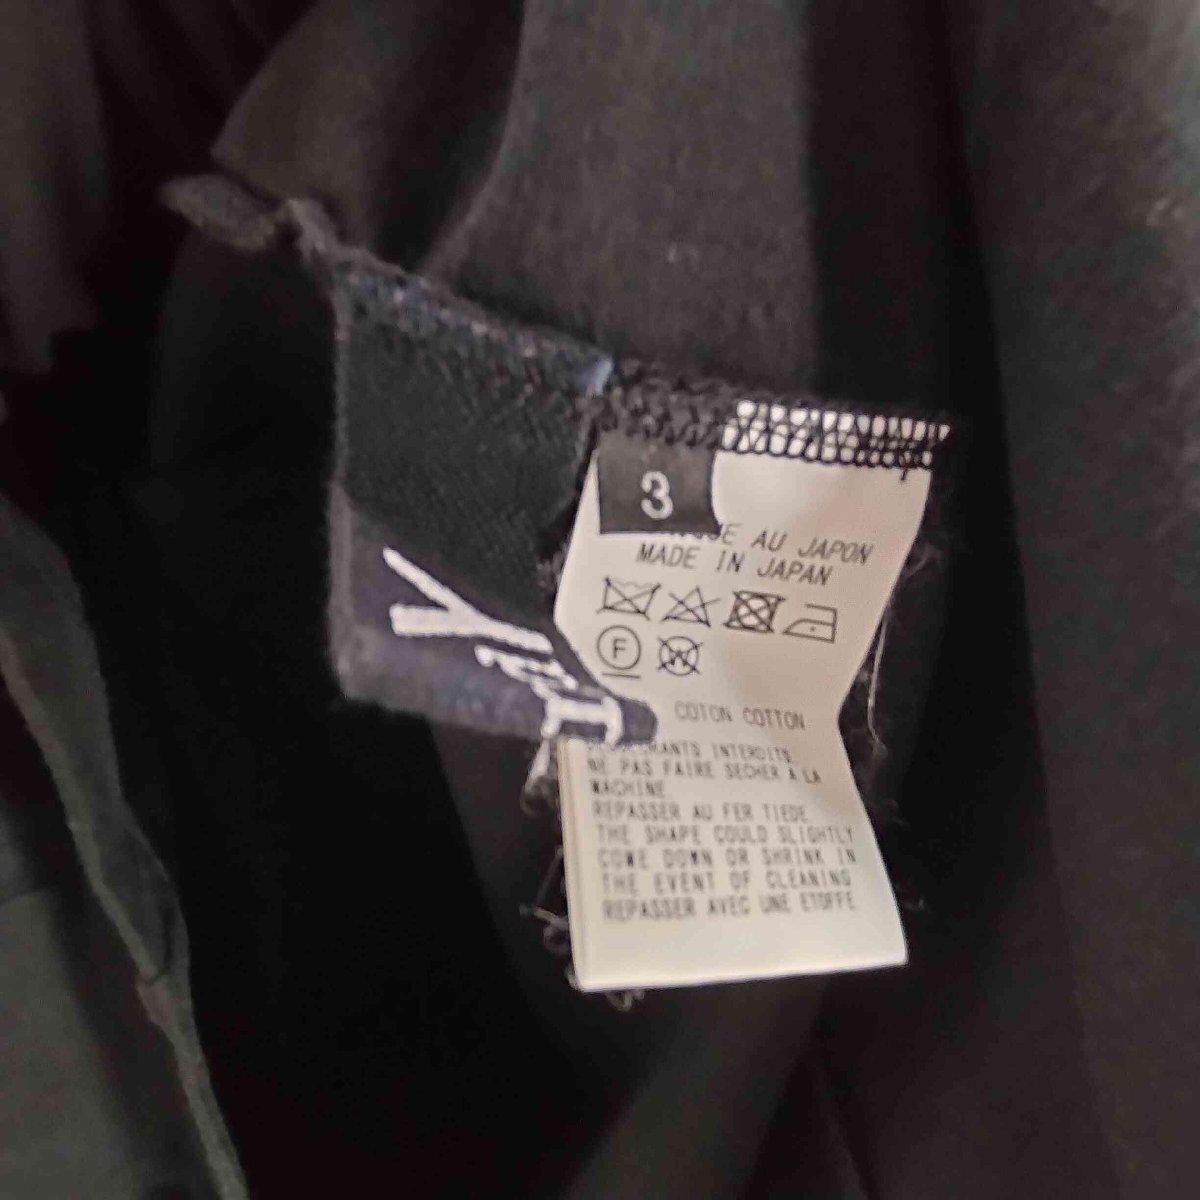 3
AU JAPON
MADE IN JAPAN
F
W
COTON COTTON
INTERDITS
NE PAS FAIRE SECHER A LA
MACHINE
REPASSER AU FER TIEDE
THE SHAPE COULD SLIGHTLY
COME DOWN OR SHRINK IN
THE EVENT OF CLEANING
REPASSER AVEC UNE ETOFFE